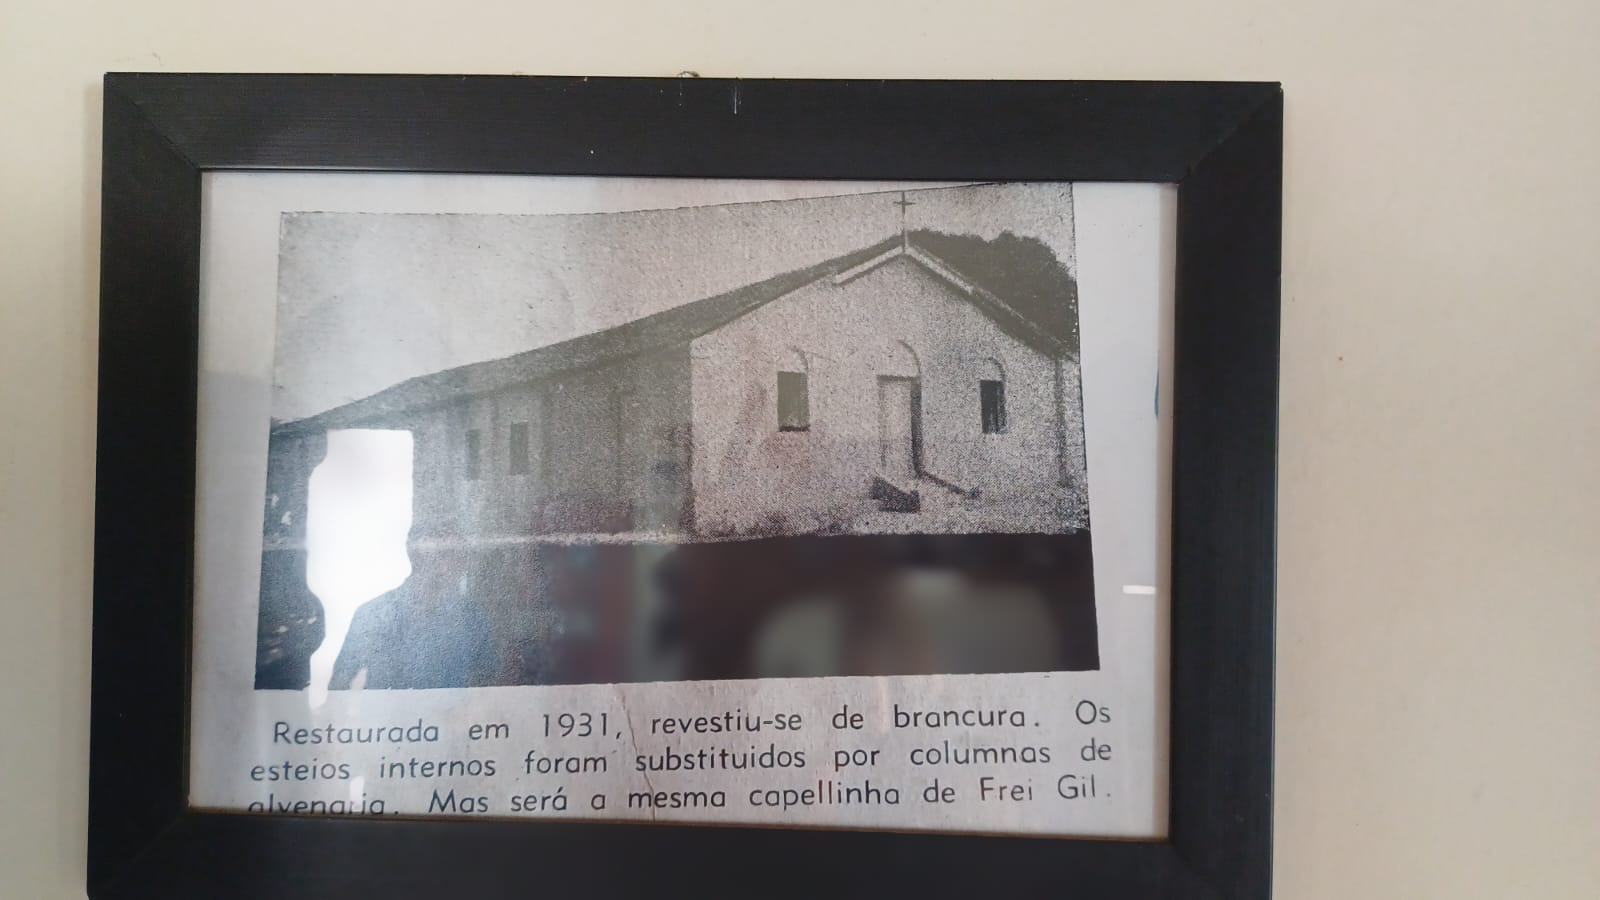 Restaurada em 1931, revestiu-se de brancura. Os
esteios internos foram substituidos por columnas de
alvenaria. Mas será a mesma capellinha de Frei Gil.